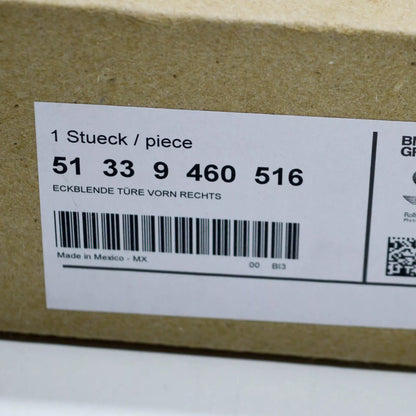 1 Stueck / piece
51 33 9 460 516
ECKBLENDE TÜRE VORN RECHTS
Made in Mexico - MX
00 BI3